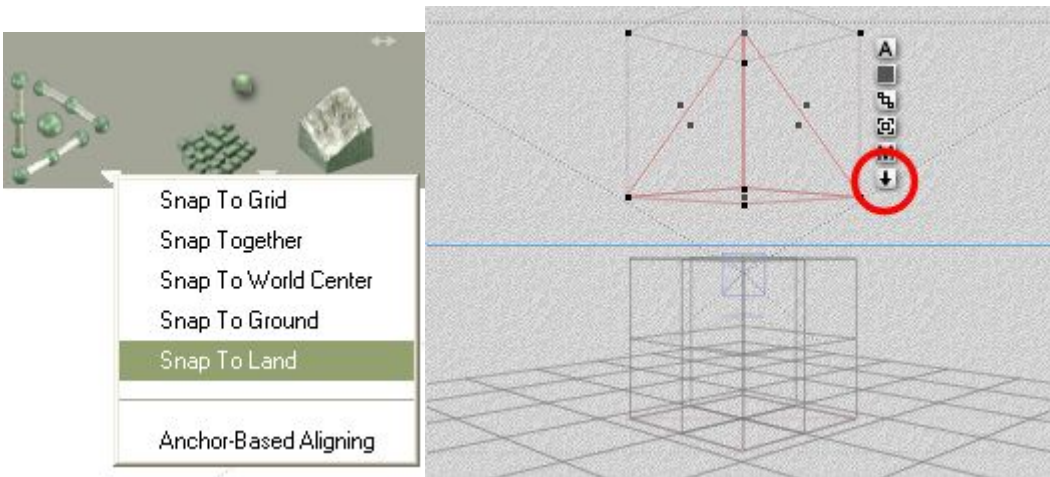 Snap To Grid
Snap Together
Snap To World Center
Snap To Ground
Snap To Land
Anchor-Based Aligning
A